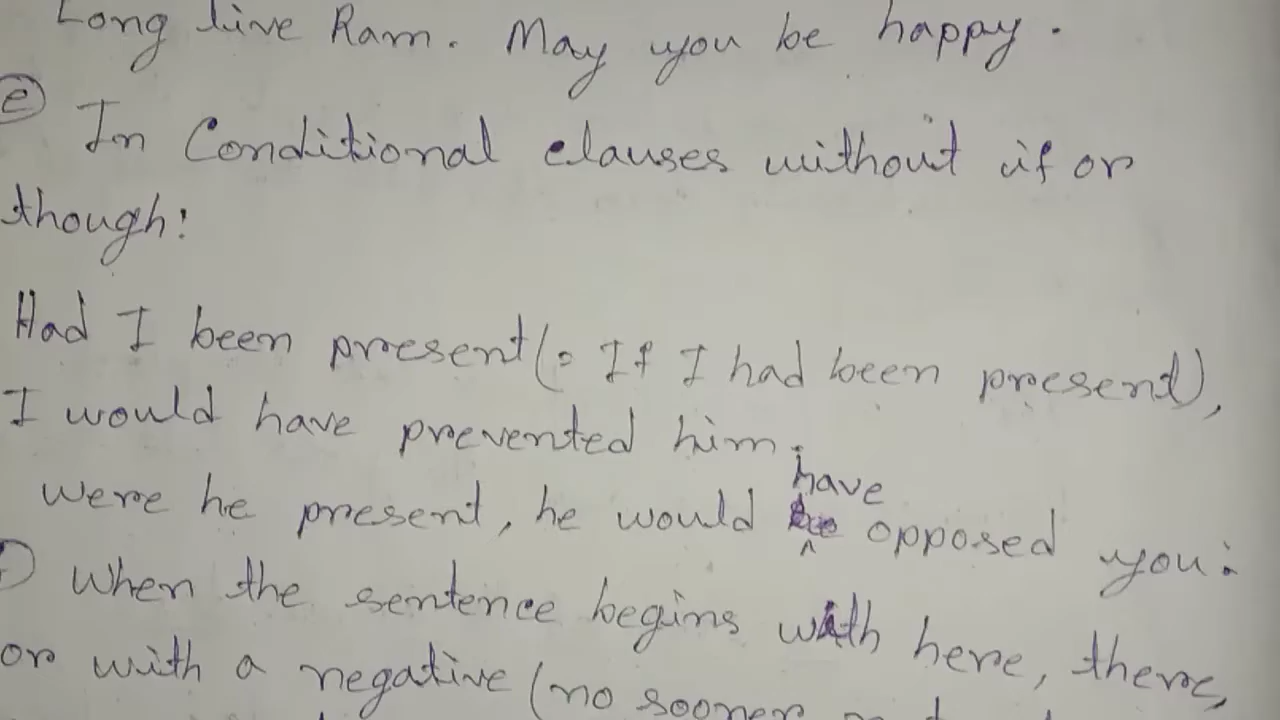 Long live Ram. May you be happy.
(e) In Conditional clauses without if or
though:
Had I been present (= If I had been present),
I would have prevented him.
Were he present, he would have opposed you.
When the sentence begins with here, there,
or with a negative (no sooner